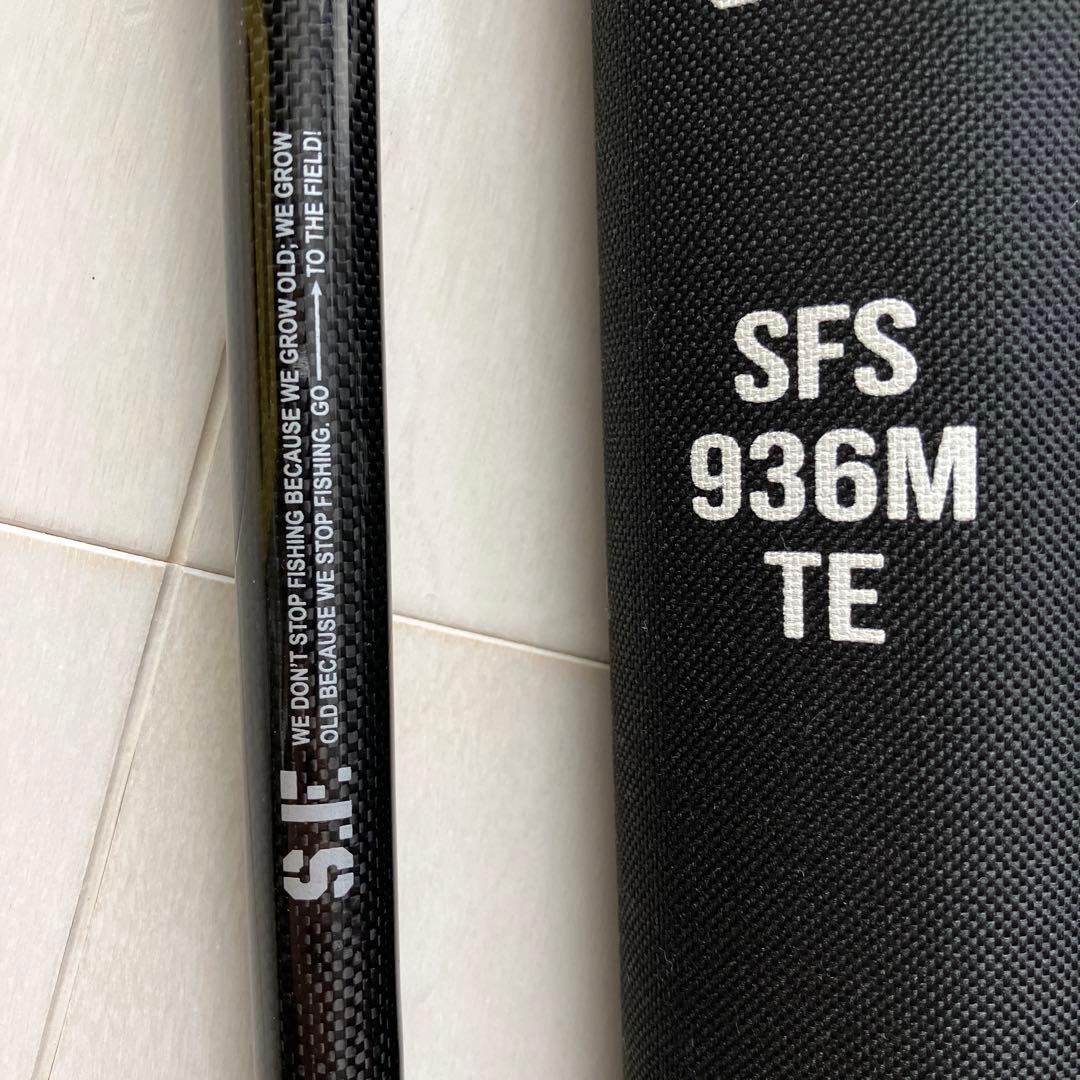 S.F.
WE DON'T STOP FISHING BECAUSE WE GROW OLD; WE GROW
OLD BECAUSE WE STOP FISHING. GO → TO THE FIELD!
SFS
936M
TE